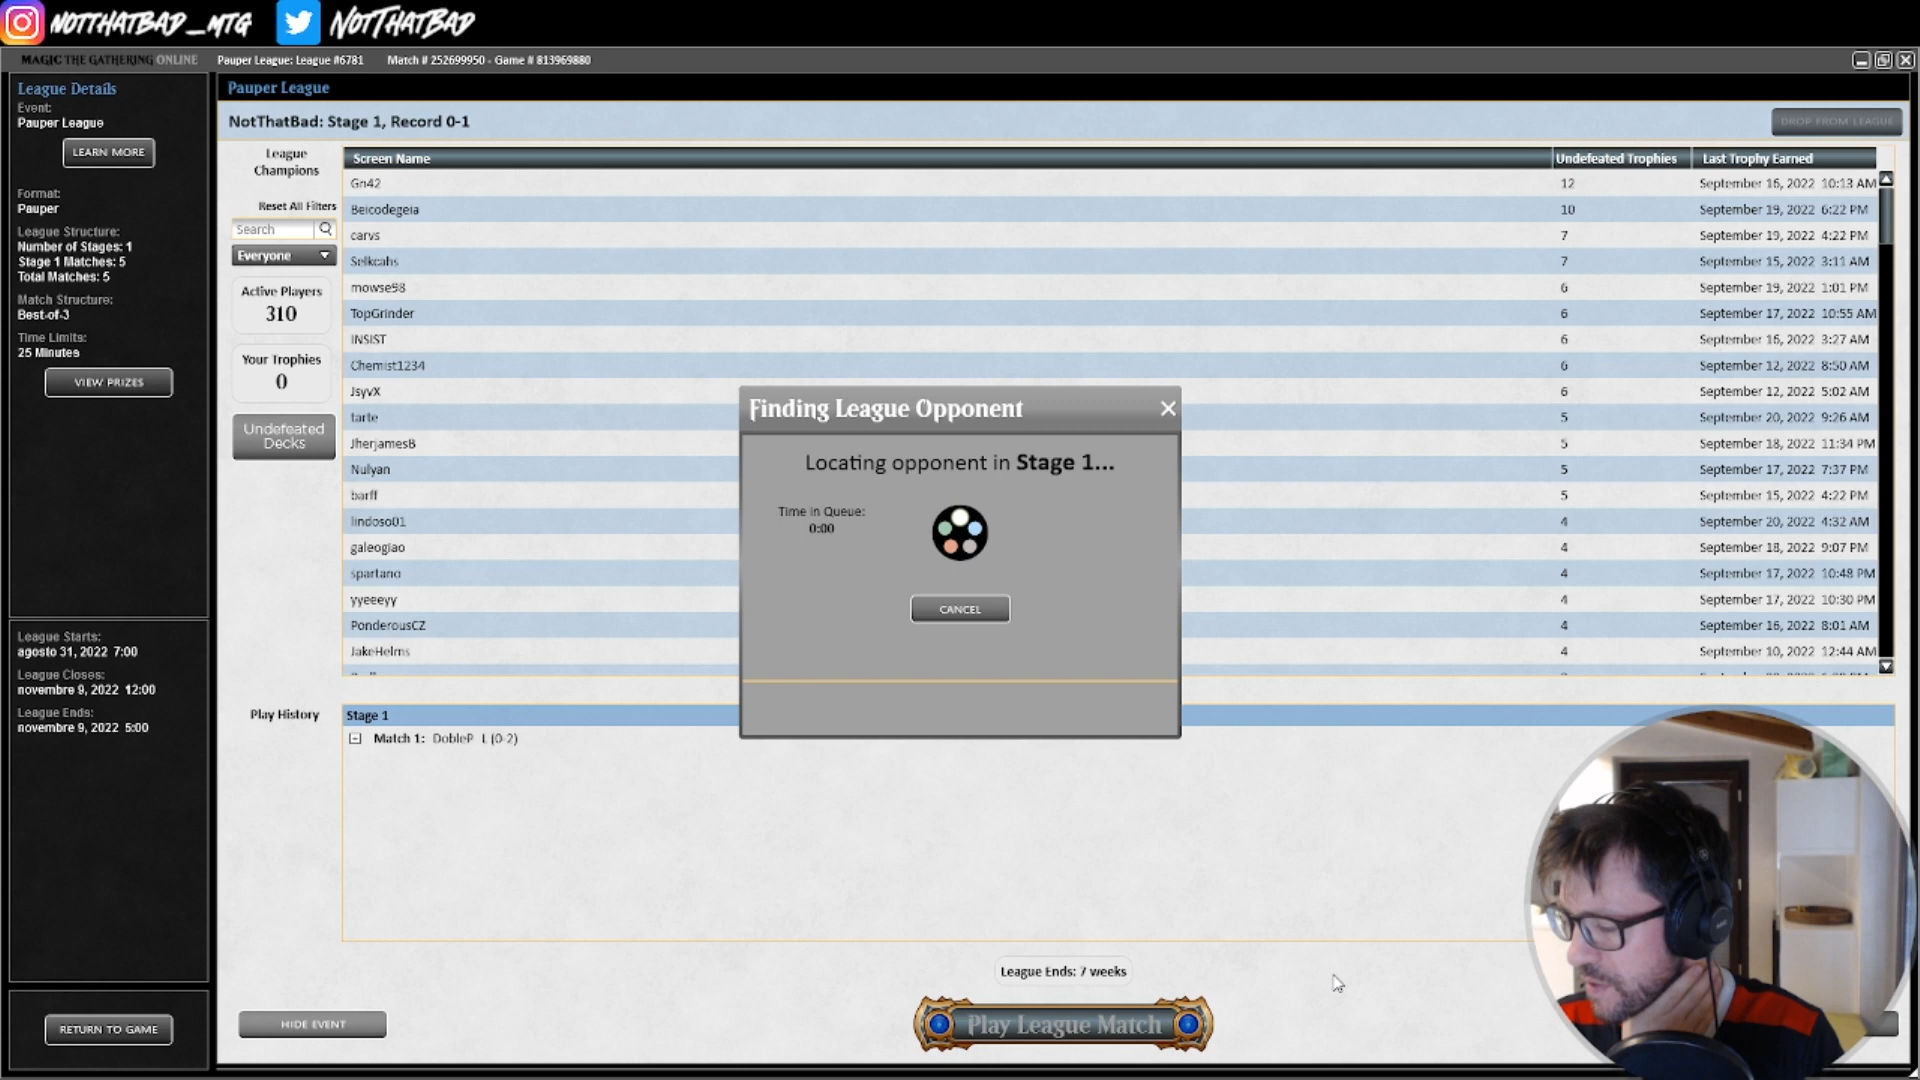 NOTTHATBAD_MTG NOTTHATBAD
MAGIC THE GATHERING ONLINE Pauper League: League #6781 Match # 252699950 - Game # 813969880
League Details
Event:
Pauper League
LEARN MORE
Format:
Pauper
League Structure:
Number of Stages: 1
Stage 1 Matches: 5
Total Matches: 5
Match Structure:
Best-of-3
Time Limits:
25 Minutes
VIEW PRIZES
League Starts:
agosto 31, 2022 7:00
League Closes:
novembre 9, 2022 12:00
League Ends:
novembre 9, 2022 5:00
RETURN TO GAME
Pauper League
NotThatBad: Stage 1, Record 0-1
DROP FROM LEAGUE
League
Champions
Reset All Filters
Search
Everyone
Active Players
310
Your Trophies
0
Undefeated
Decks
Screen Name Undefeated Trophies Last Trophy Earned
Gn42 12 September 16, 2022 10:13 AM
Beicodegeia 10 September 19, 2022 6:22 PM
carvs 7 September 19, 2022 4:22 PM
Selkcahs 7 September 15, 2022 3:11 AM
mowse98 6 September 19, 2022 1:01 PM
TopGrinder 6 September 17, 2022 10:55 AM
INSIST 6 September 16, 2022 3:27 AM
Chemist1234 6 September 12, 2022 8:50 AM
JsyvX 6 September 12, 2022 5:02 AM
tarte 5 September 20, 2022 9:26 AM
JherjamesB 5 September 18, 2022 11:34 PM
Nulyan 5 September 17, 2022 7:37 PM
barff 5 September 15, 2022 4:22 PM
lindoso01 4 September 20, 2022 4:32 AM
galeogiao 4 September 18, 2022 9:07 PM
spartano 4 September 17, 2022 10:48 PM
yyeeeyy 4 September 17, 2022 10:30 PM
PonderousCZ 4 September 16, 2022 8:01 AM
JakeHelms 4 September 10, 2022 12:44 AM
Finding League Opponent
Locating opponent in Stage 1...
Time in Queue:
0:00
CANCEL
Play History
Stage 1
Match 1: DobleP L (0-2)
League Ends: 7 weeks
HIDE EVENT
Play League Match